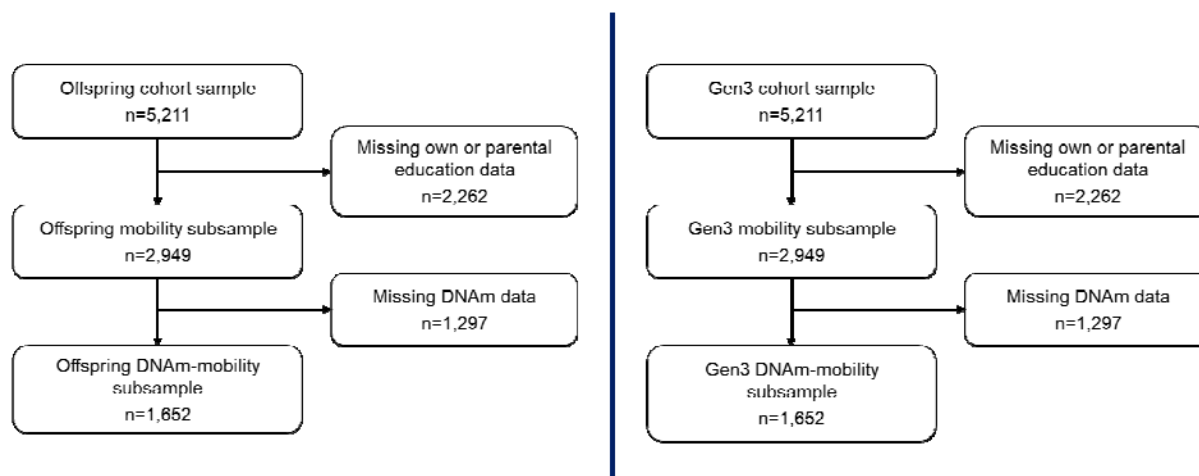 Offspring cohort sample
n=5,211
Missing own or parental
education data
n=2,262
Offspring mobility subsample
n=2,949
Missing DNAm data
n=1,297
Offspring DNAm-mobility
subsample
n=1,652
Gen3 cohort sample
n=5,211
Missing own or parental
education data
n=2,262
Gen3 mobility subsample
n=2,949
Missing DNAm data
n=1,297
Gen3 DNAm-mobility
subsample
n=1,652